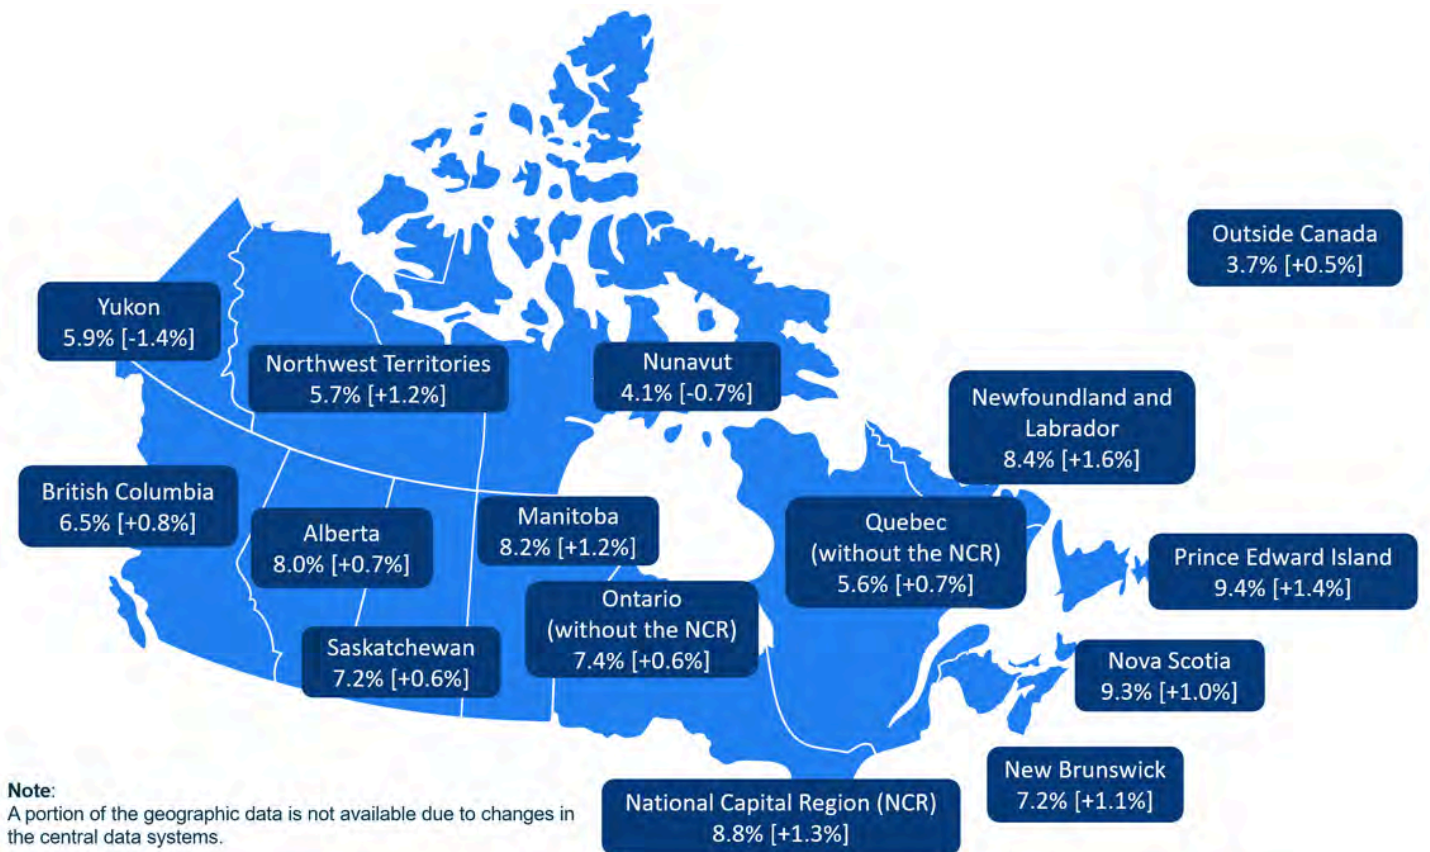 Outside Canada
3.7% [+0.5%]
Yukon
5.9% [-1.4%]
Northwest Territories
5.7% [+1.2%]
Nunavut
4.1% [-0.7%]
Newfoundland and
Labrador
8.4% [+1.6%]
British Columbia
6.5% [+0.8%]
Alberta
8.0% [+0.7%]
Manitoba
8.2% [+1.2%]
Quebec
(without the NCR)
5.6% [+0.7%]
Prince Edward Island
9.4% [+1.4%]
Ontario
(without the NCR)
7.4% [+0.6%]
Saskatchewan
7.2% [+0.6%]
Nova Scotia
9.3% [+1.0%]
New Brunswick
7.2% [+1.1%]
National Capital Region (NCR)
8.8% [+1.3%]
Note:
A portion of the geographic data is not available due to changes in
the central data systems.